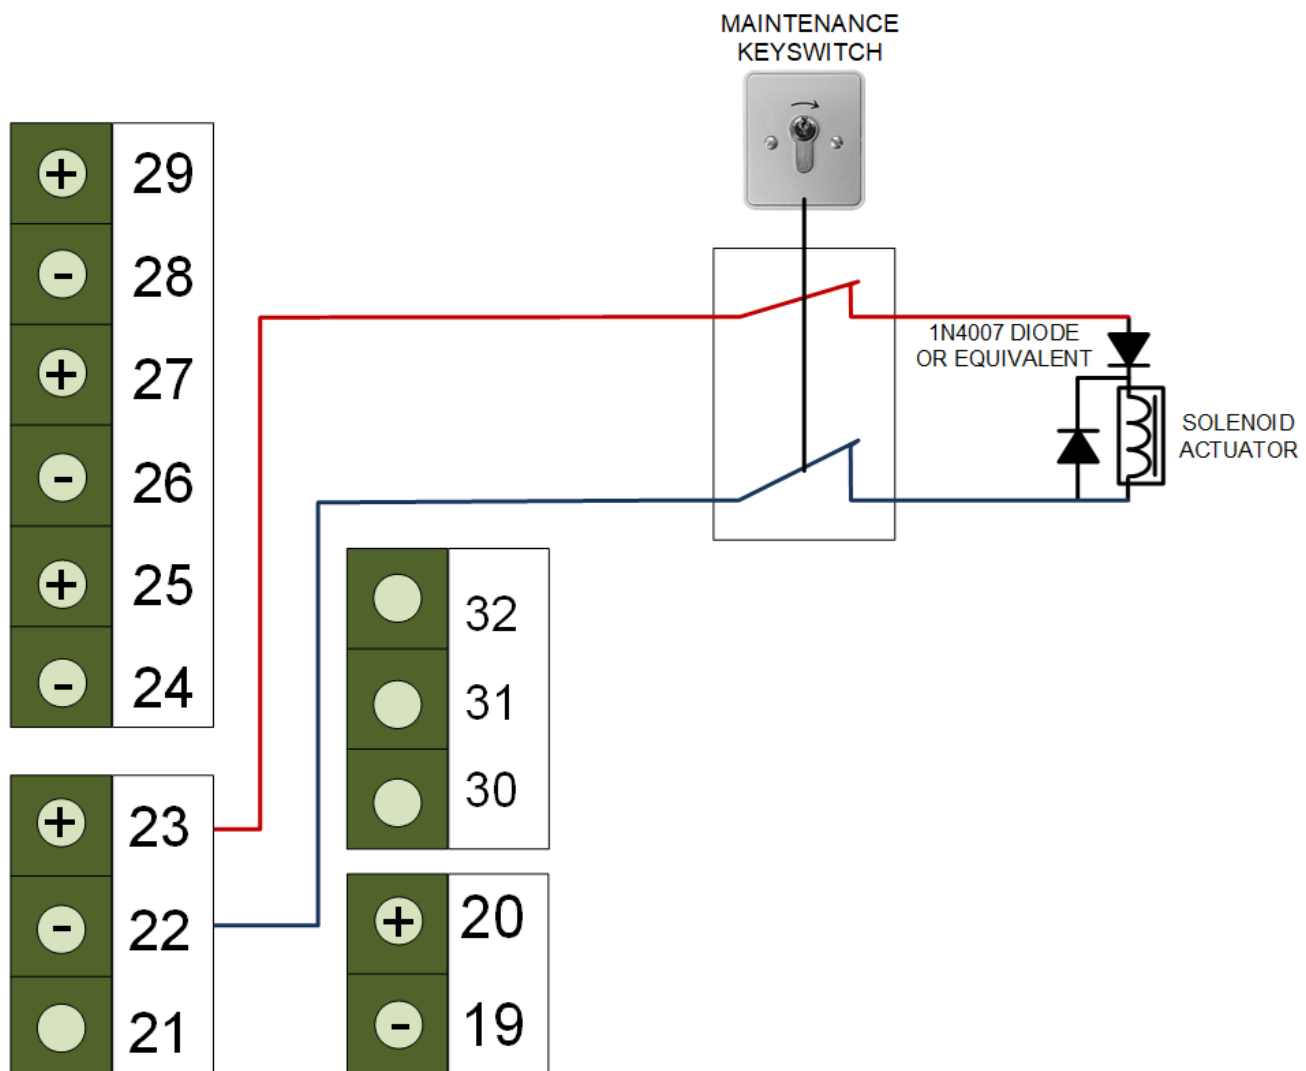 MAINTENANCE
KEYSWITCH
+ 29
- 28
+ 27
- 26
+ 25
- 24
1N4007 DIODE
OR EQUIVALENT
SOLENOID
ACTUATOR
32
31
30
+ 23
- 22
21
+ 20
- 19